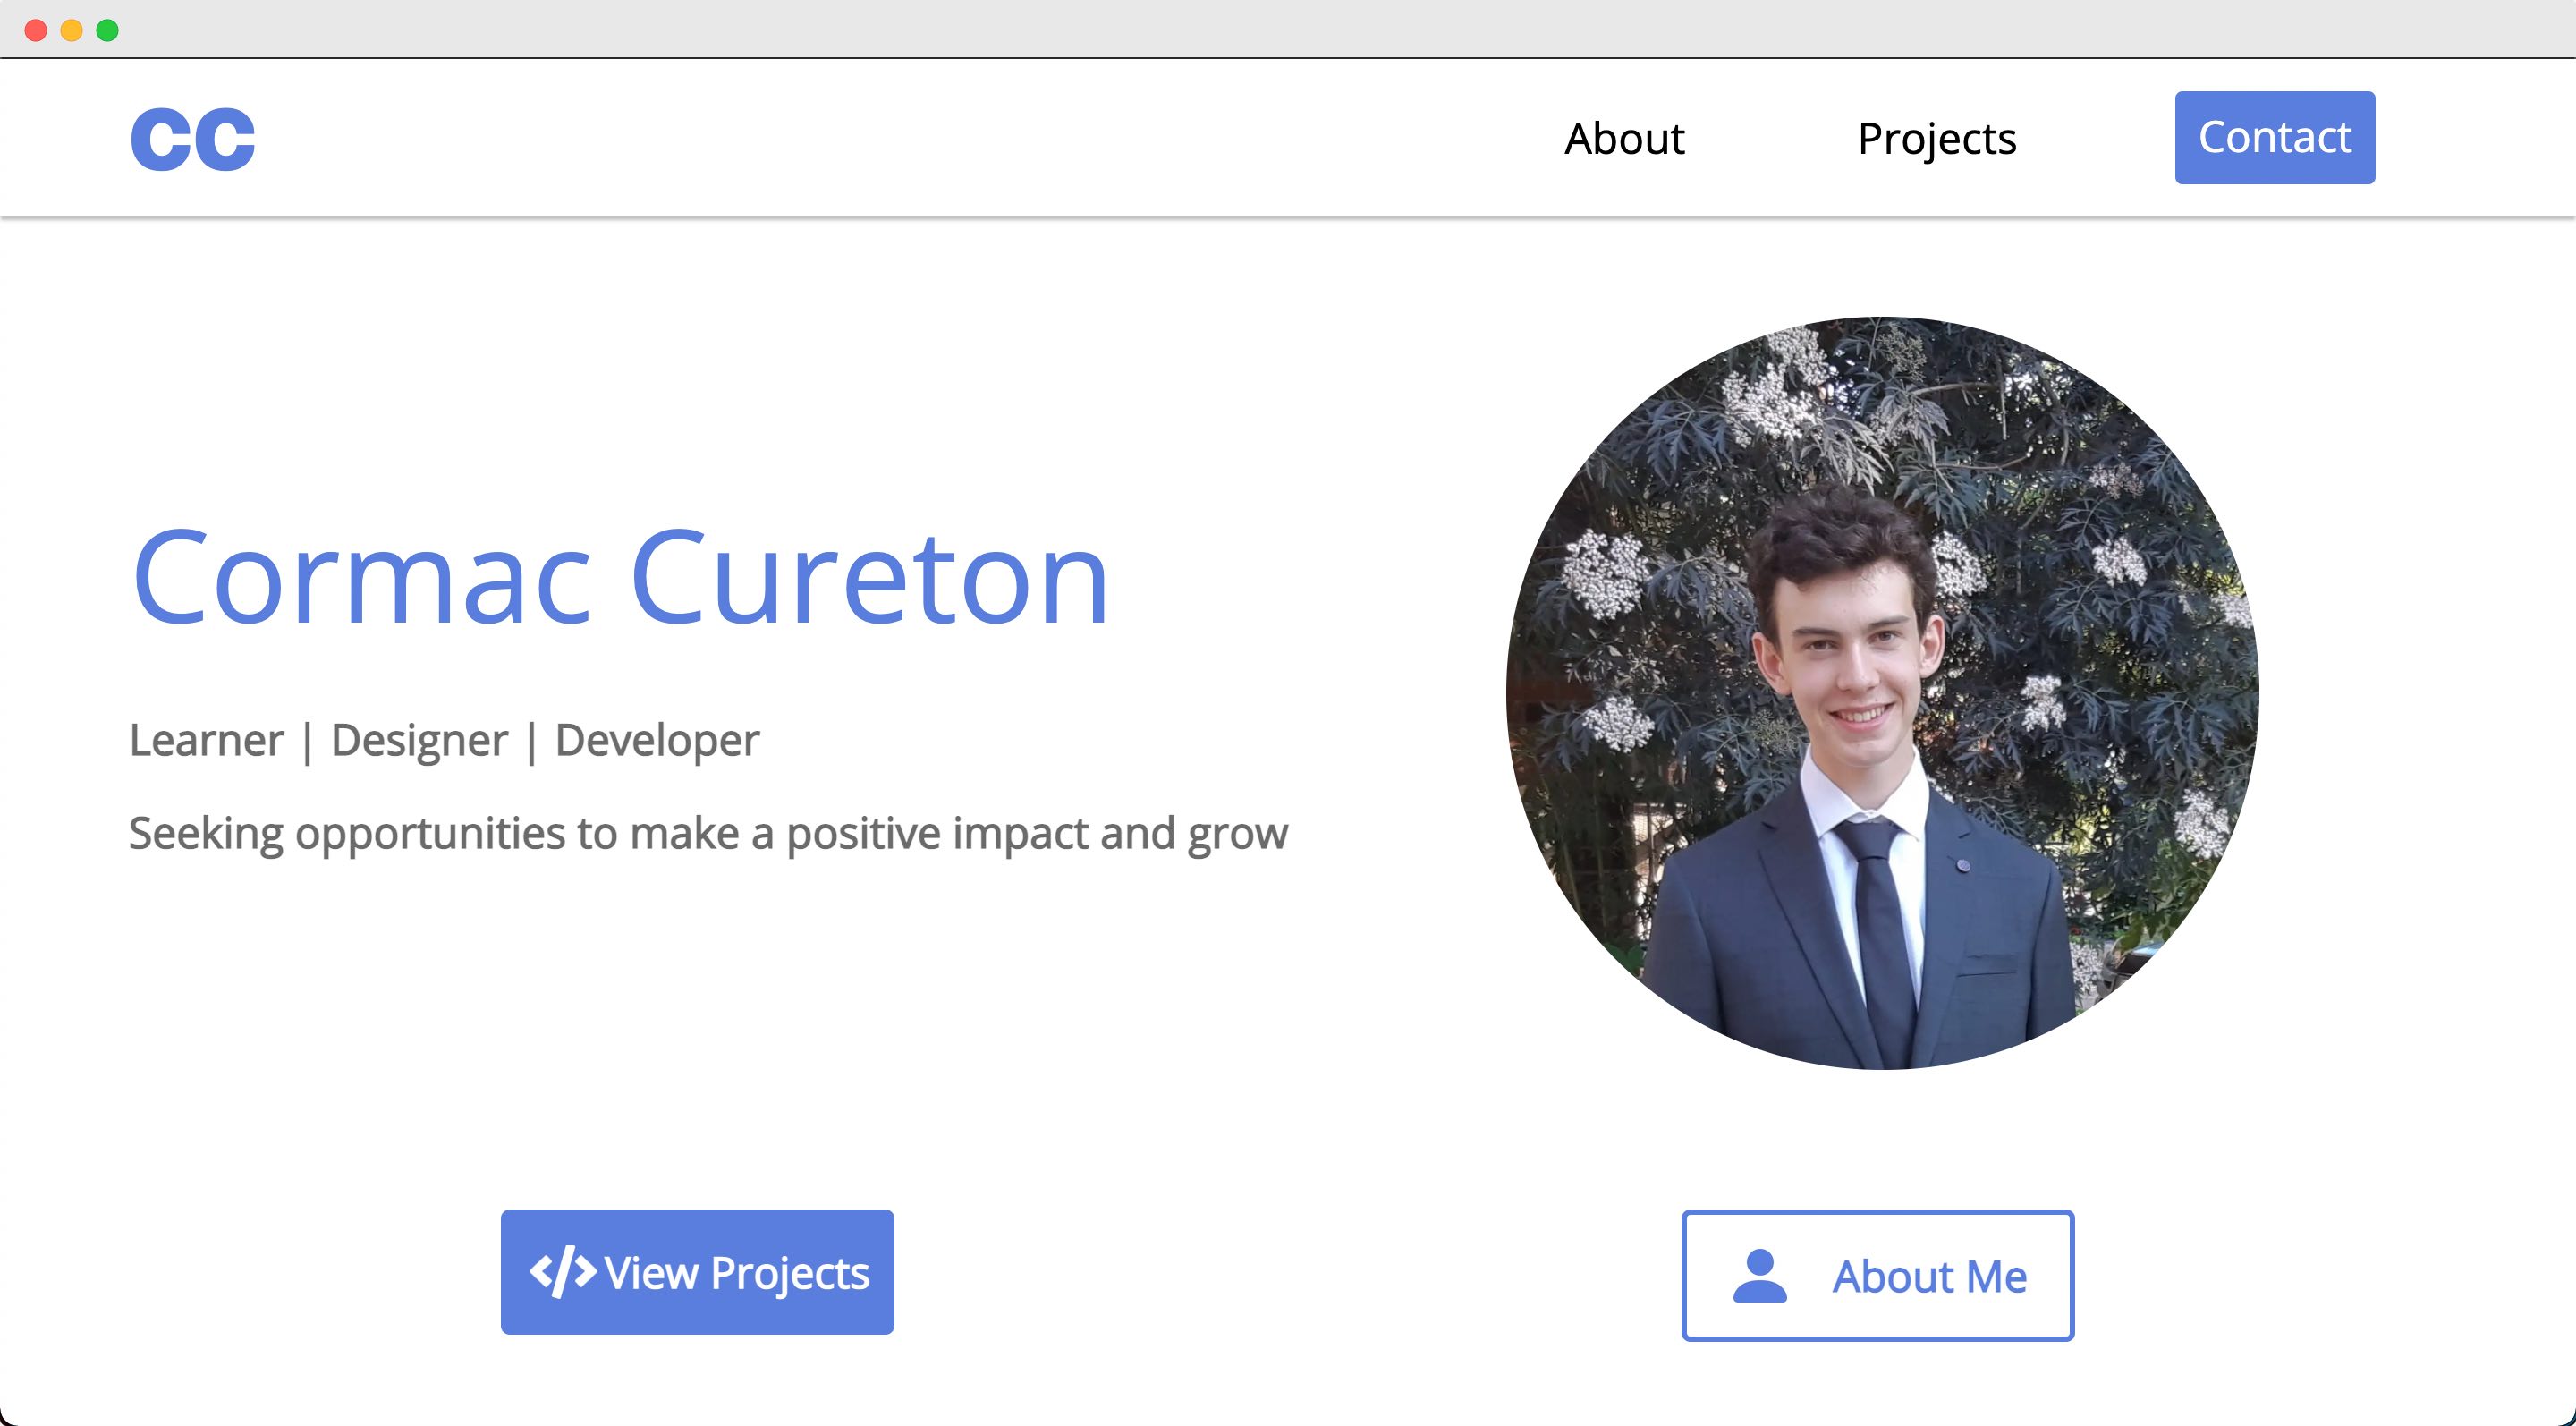 CC
About
Projects
Contact
Cormac Cureton
Learner | Designer | Developer
Seeking opportunities to make a positive impact and grow
</> View Projects
About Me